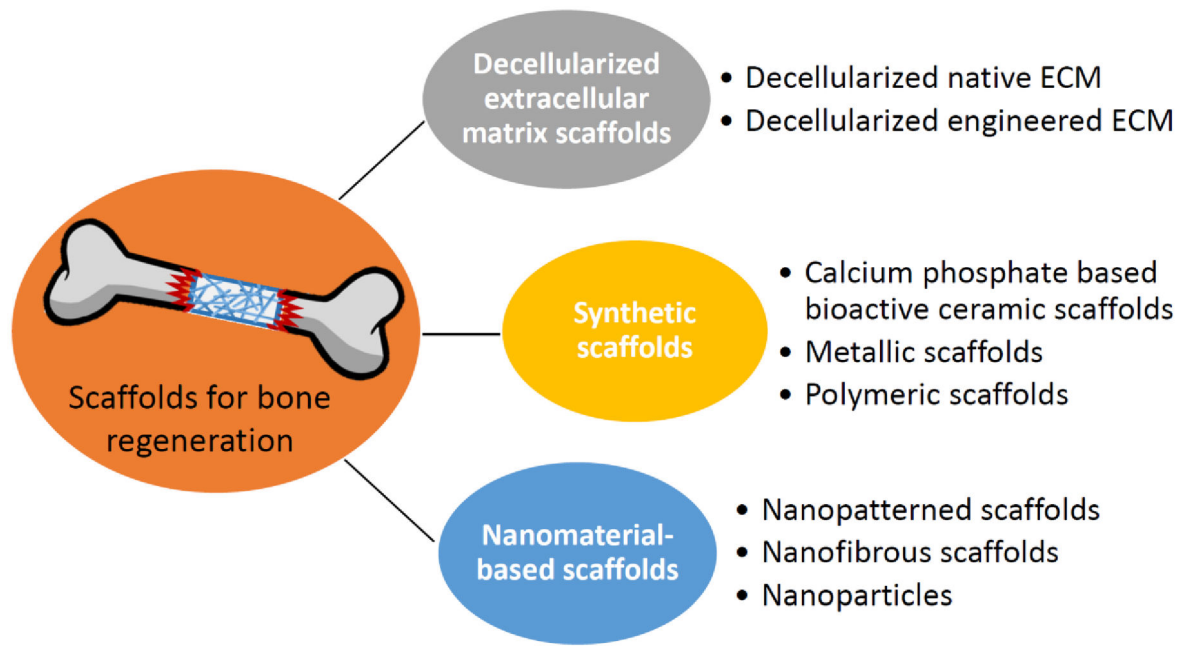 Decellularized
extracellular
matrix scaffolds
• Decellularized native ECM
• Decellularized engineered ECM
Scaffolds for bone
regeneration
Synthetic
scaffolds
• Calcium phosphate based
bioactive ceramic scaffolds
• Metallic scaffolds
• Polymeric scaffolds
Nanomaterial-
based scaffolds
• Nanopatterned scaffolds
• Nanofibrous scaffolds
• Nanoparticles